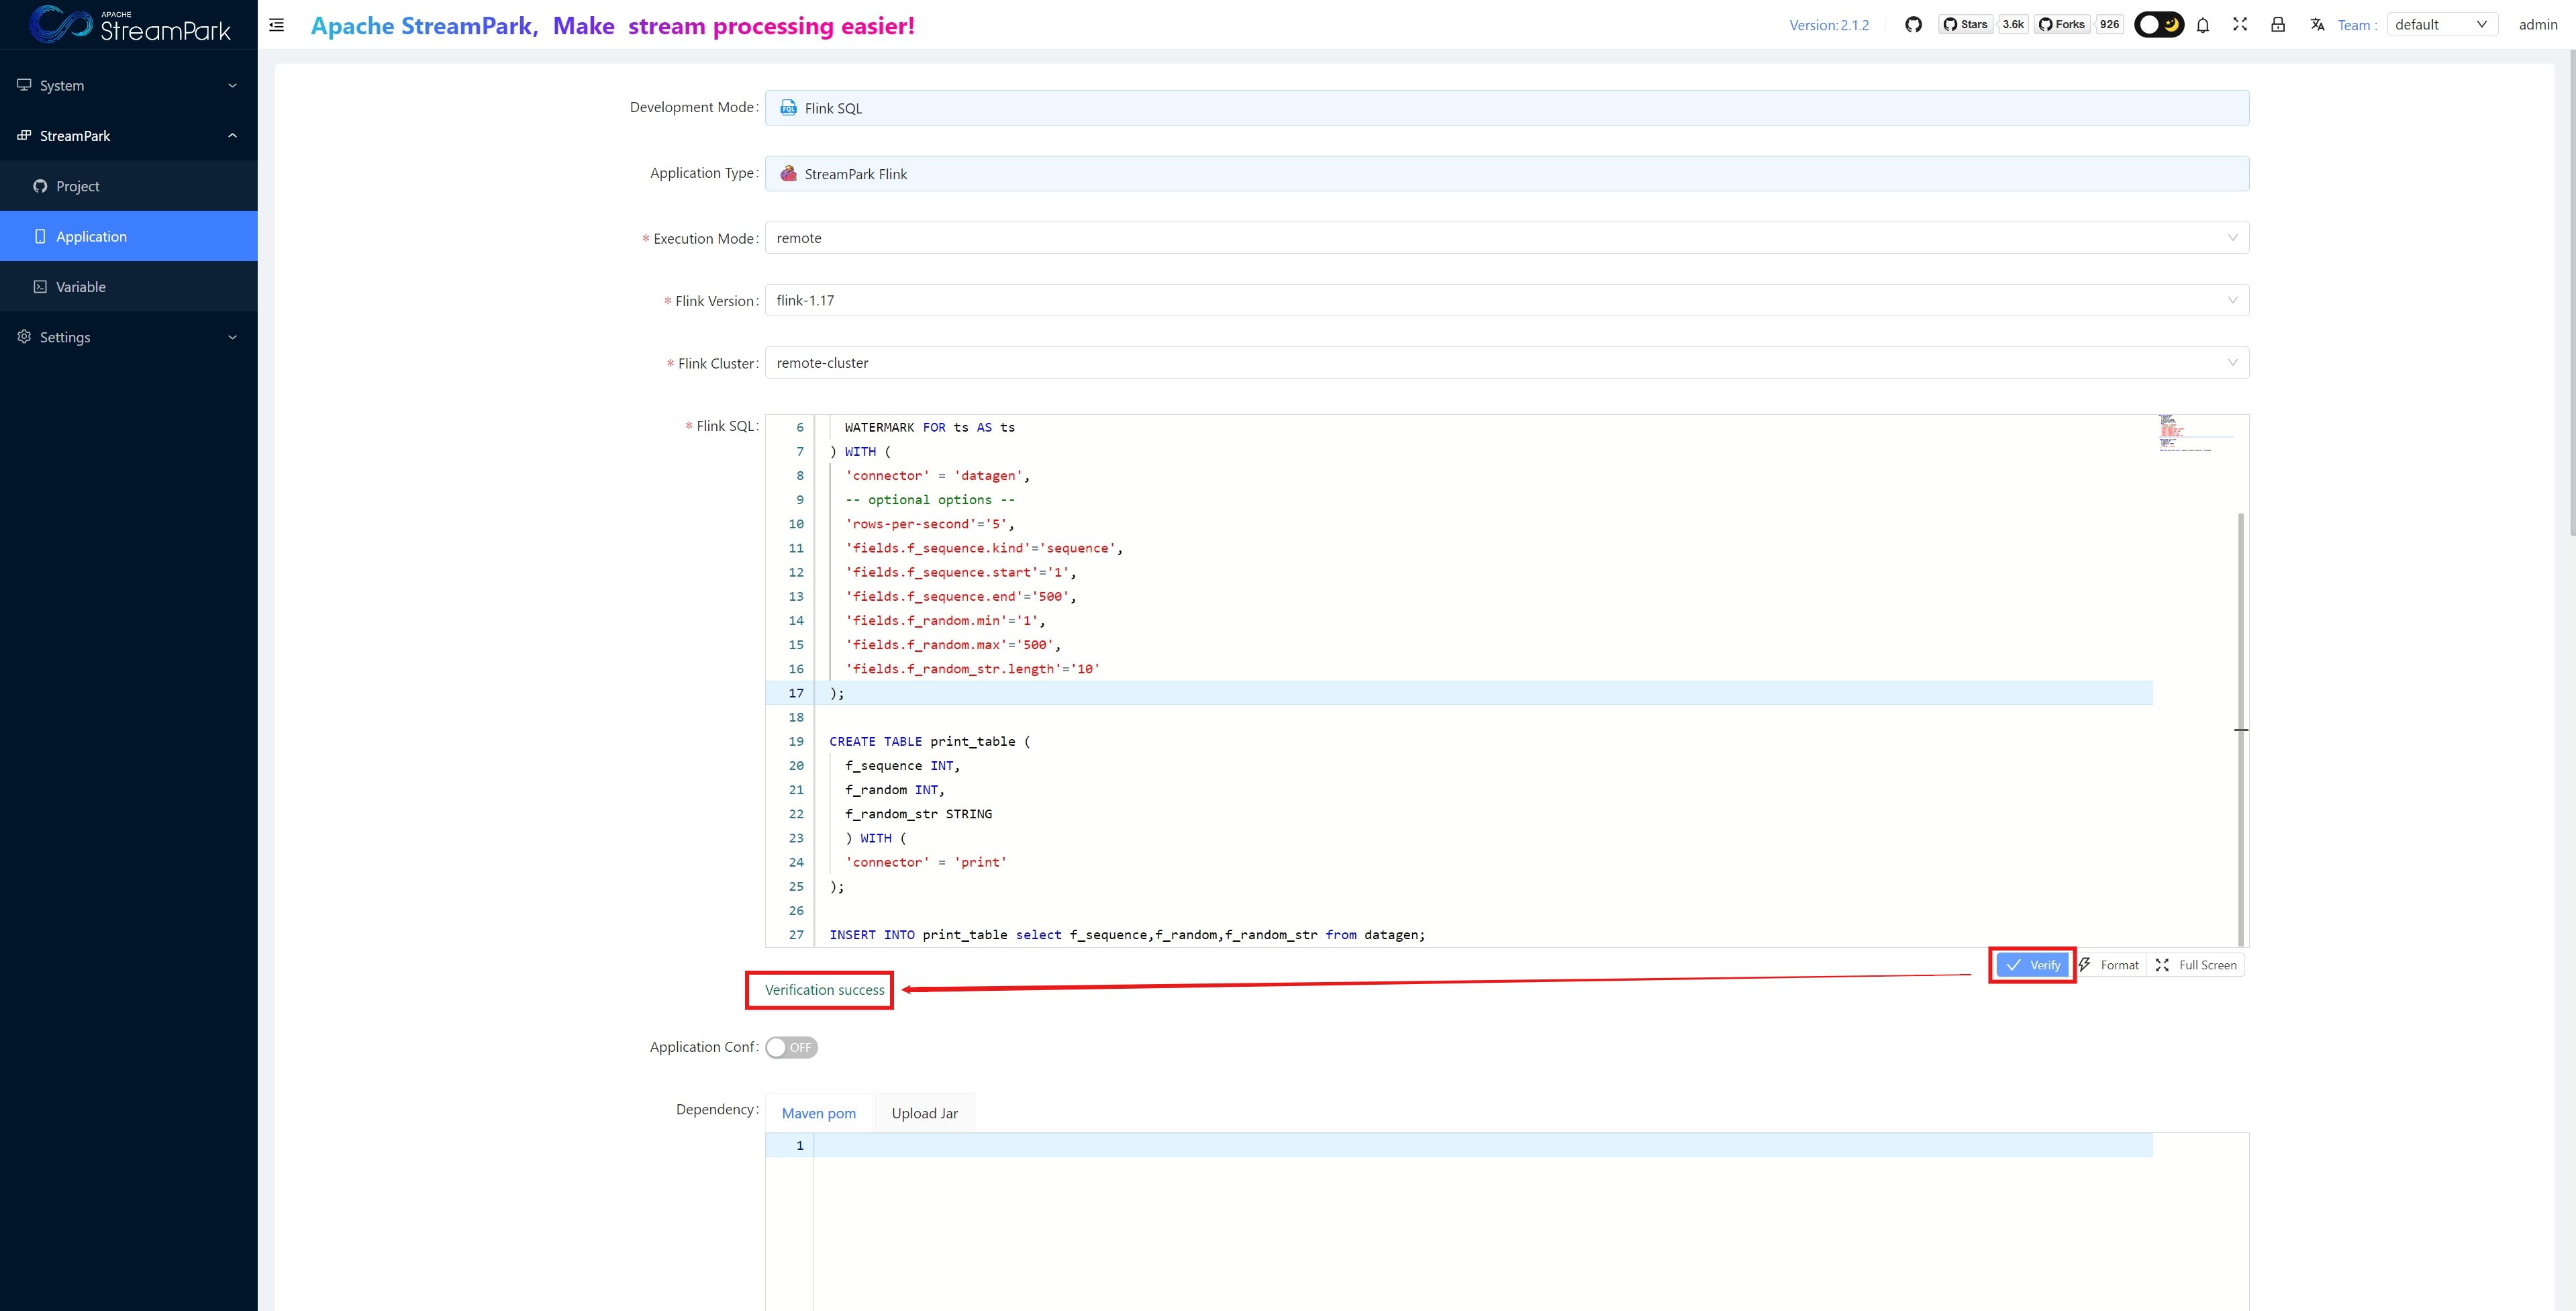 APACHE
StreamPark
Apache StreamPark, Make stream processing easier!
Version: 2.1.2
Stars 3.6k Forks 926
Team : default
admin
System
StreamPark
Project
Application
Variable
Settings
Development Mode: Flink SQL
Application Type: StreamPark Flink
* Execution Mode: remote
* Flink Version: flink-1.17
* Flink Cluster: remote-cluster
* Flink SQL:
6 WATERMARK FOR ts AS ts
7 ) WITH (
8 'connector' = 'datagen',
9 -- optional options --
10 'rows-per-second'='5',
11 'fields.f_sequence.kind'='sequence',
12 'fields.f_sequence.start'='1',
13 'fields.f_sequence.end'='500',
14 'fields.f_random.min'='1',
15 'fields.f_random.max'='500',
16 'fields.f_random_str.length'='10'
17 );
18
19 CREATE TABLE print_table (
20 f_sequence INT,
21 f_random INT,
22 f_random_str STRING
23 ) WITH (
24 'connector' = 'print'
25 );
26
27 INSERT INTO print_table select f_sequence,f_random,f_random_str from datagen;
Verify Format Full Screen
Verification success
Application Conf: OFF
Dependency: Maven pom Upload Jar
1